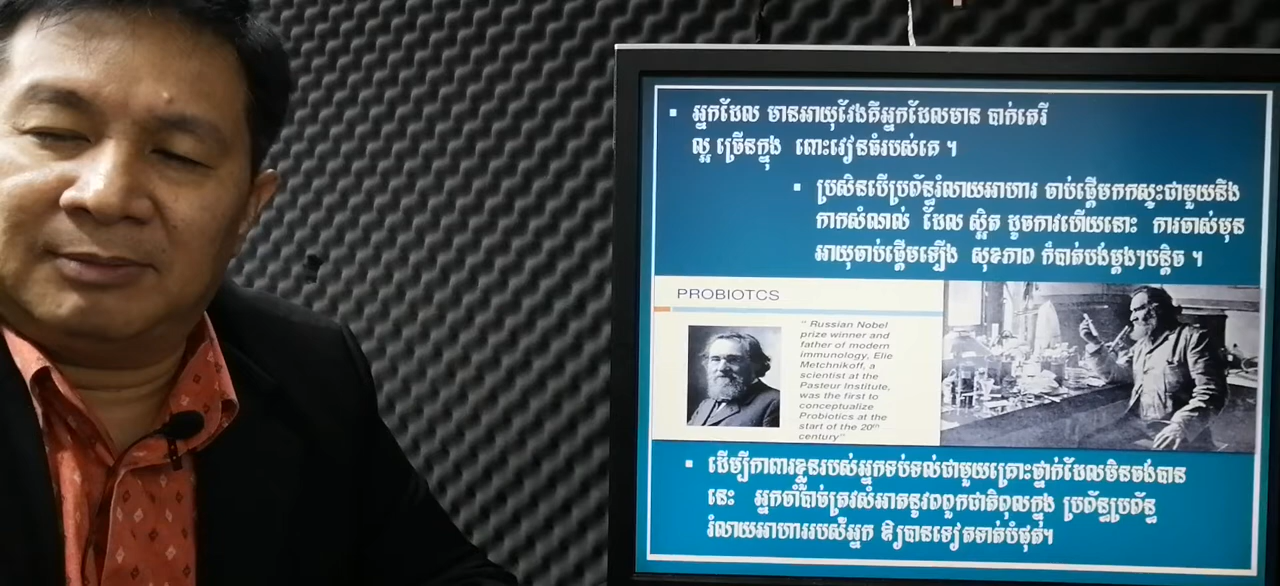 ▪ អ្នកដែល មានអាយុវែងគឺអ្នកដែលមាន បាក់តេរី
ល្អ ច្រើនក្នុង ពោះវៀនធំរបស់គេ ។
▪ ប្រសិនបើប្រព័ន្ធរំលាយអាហារ ចាប់ផ្តើមកកស្ទះជាមួយនឹង
កាកសំណល់ ដែល ស្អិត ដូចកាវហើយនោះ ការចាស់មុន
អាយុចាប់ផ្តើមឡើង សុខភាព ក៏បាត់បង់ម្តងៗបន្តិច ។
PROBIOTCS
" Russian Nobel
prize winner and
father of modern
immunology, Elie
Metchnikoff, a
scientist at the
Pasteur Institute,
was the first to
conceptualize
Probiotics at the
start of the 20th
century"
▪ ដើម្បីការពារខ្លួនរបស់អ្នកទប់ទល់ជាមួយគ្រោះថ្នាក់ដែលមិនចង់បាន
នេះ អ្នកចាំបាច់ត្រូវសំអាតនូវពពួកជាតិពុលក្នុង ប្រព័ន្ធប្រព័ន្ធ
រំលាយអាហាររបស់អ្នក ឱ្យបានទៀតទាត់បំផុត។